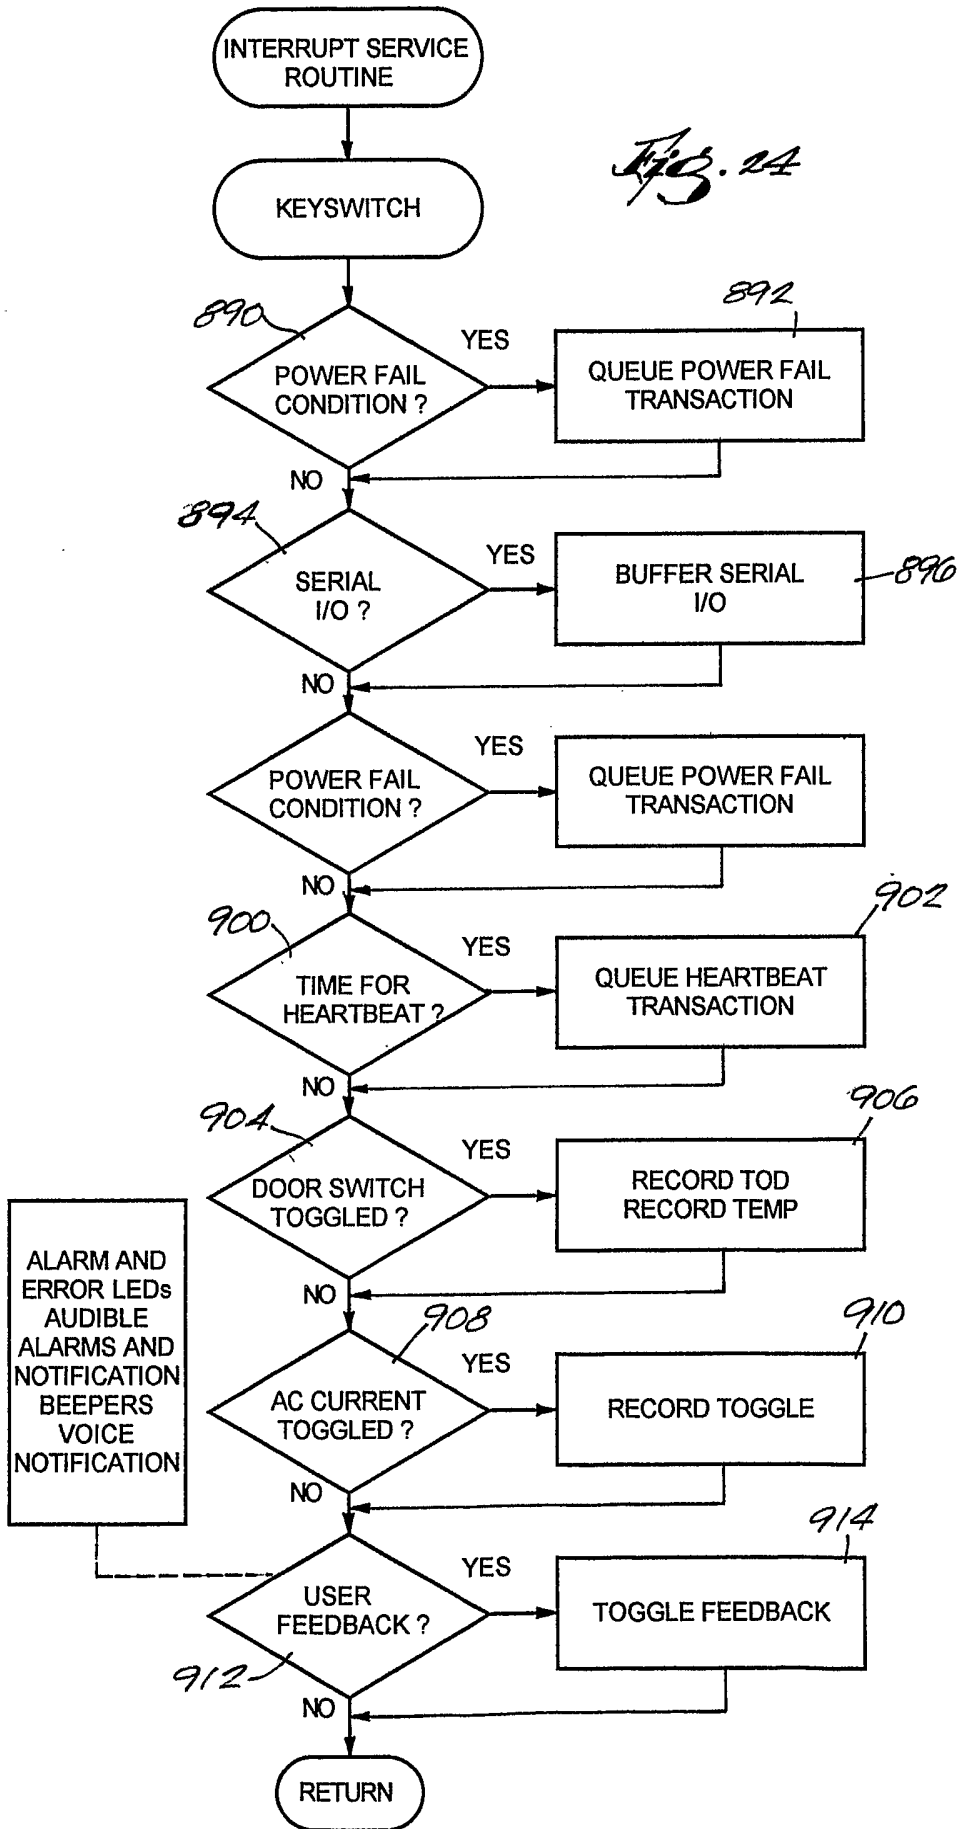 INTERRUPT SERVICE
ROUTINE
Fig. 24
KEYSWITCH
890
892
POWER FAIL
CONDITION ?
YES
QUEUE POWER FAIL
TRANSACTION
NO
894
SERIAL
I/O ?
YES
BUFFER SERIAL
I/O
896
NO
POWER FAIL
CONDITION ?
YES
QUEUE POWER FAIL
TRANSACTION
NO
900
902
TIME FOR
HEARTBEAT ?
YES
QUEUE HEARTBEAT
TRANSACTION
NO
904
906
DOOR SWITCH
TOGGLED ?
YES
RECORD TOD
RECORD TEMP
NO
ALARM AND
ERROR LEDs
AUDIBLE
ALARMS AND
NOTIFICATION
BEEPERS
VOICE
NOTIFICATION
908
910
AC CURRENT
TOGGLED ?
YES
RECORD TOGGLE
NO
914
USER
FEEDBACK ?
YES
TOGGLE FEEDBACK
912
NO
RETURN